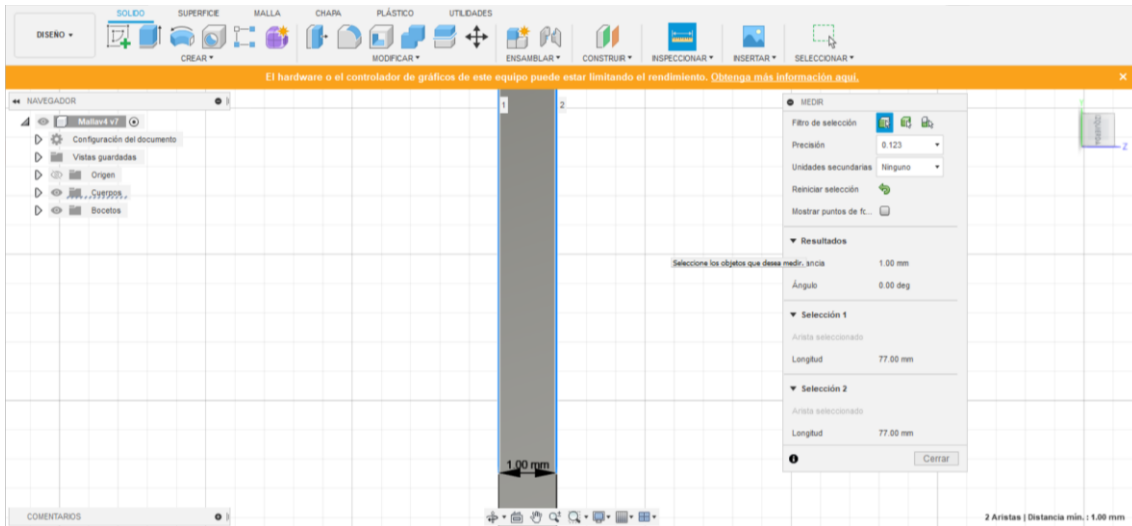 SOLIDO SUPERFICIE MALLA CHAPA PLÁSTICO UTILIDADES
DISEÑO
CREAR MODIFICAR ENSAMBLAR CONSTRUIR INSPECCIONAR INSERTAR SELECCIONAR
El hardware o el controlador de gráficos de este equipo puede estar limitando el rendimiento. Obtenga más información aquí.
NAVEGADOR
Mallav4 v7
Configuración del documento
Vistas guardadas
Origen
Cuerpos
Bocetos
1 2
1.00 mm
MEDIR
Filtro de selección
Precisión 0.123
Unidades secundarias Ninguno
Reiniciar selección
Mostrar puntos de fc...
Resultados
Seleccione los objetos que desea medir. ancia 1.00 mm
Ángulo 0.00 deg
Selección 1
Arista seleccionado
Longitud 77.00 mm
Selección 2
Arista seleccionado
Longitud 77.00 mm
Cerrar
Y
Z
COMENTARIOS
2 Aristas | Distancia mín. : 1.00 mm